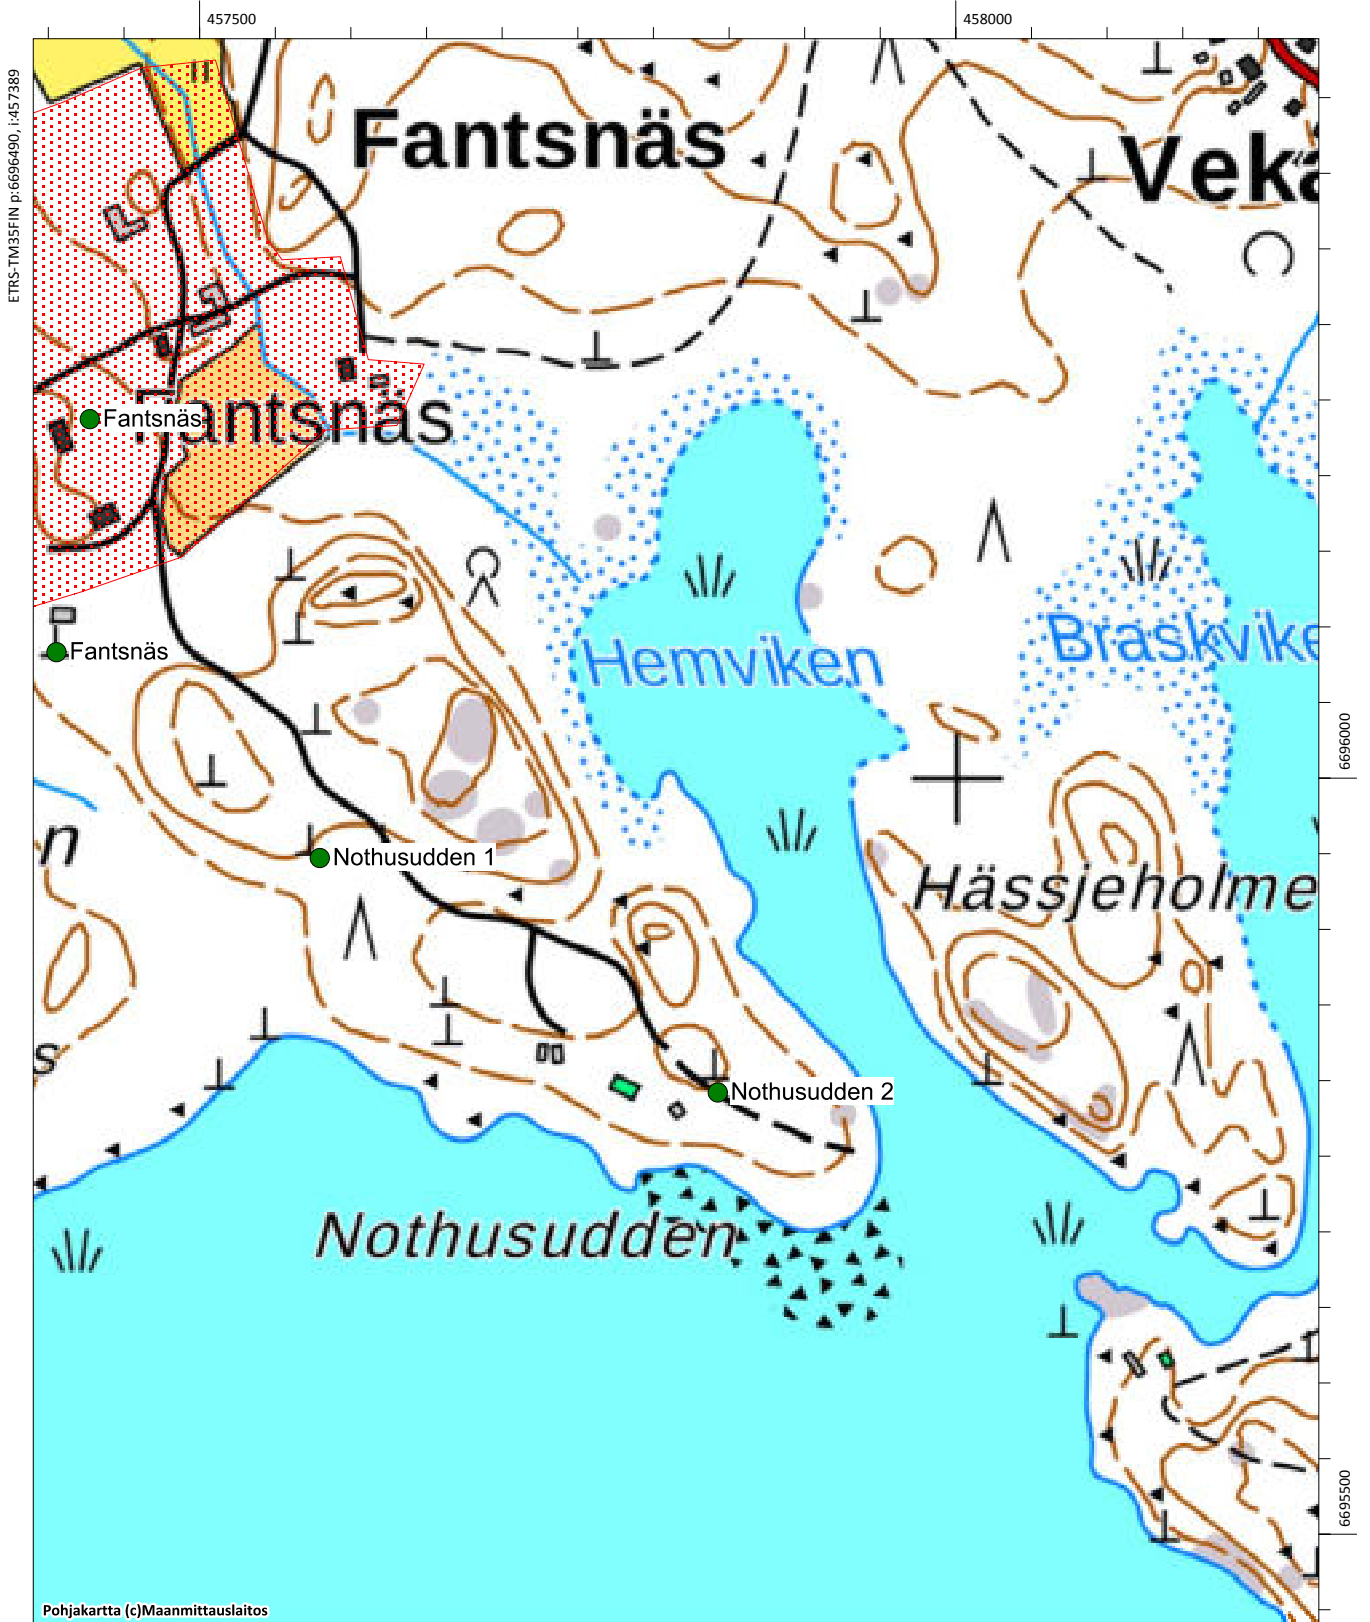 457500
458000
ETRS-TM35FIN p:6696490, i:457389
Fantsnäs
Veka
Fantsnäs
Fantsnäs
Fantsnäs
Hemviken
Braskvike
6696000
n
Nothusudden 1
Hässjeholme
s
Nothusudden 2
Nothusudden
6695500
Pohjakartta (c)Maanmittauslaitos